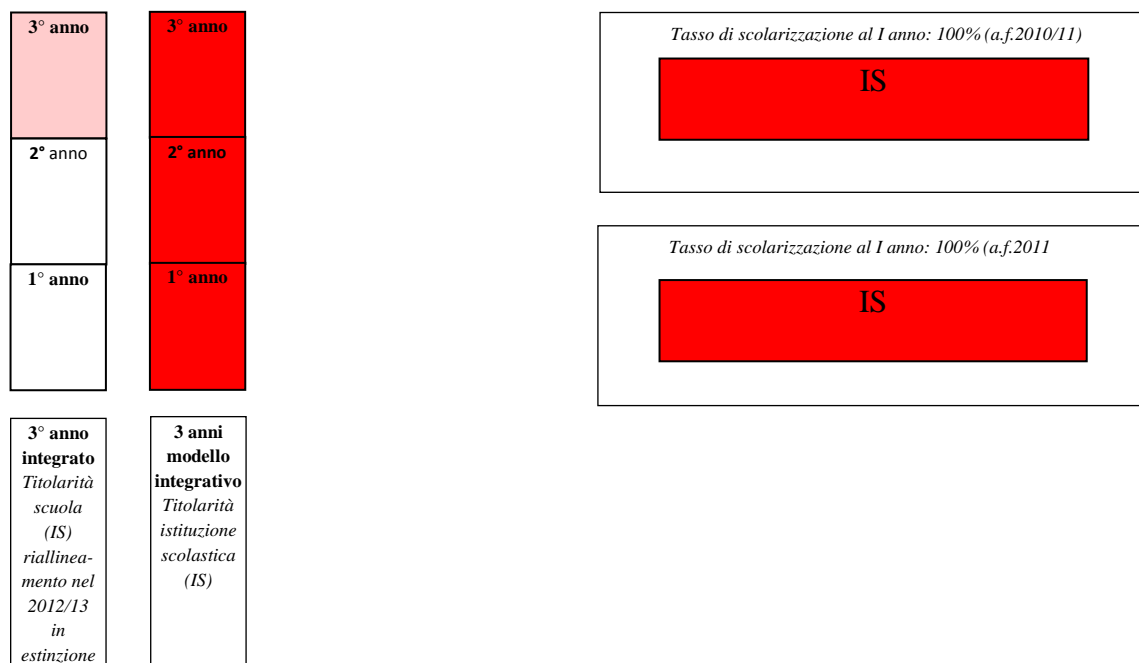 3° anno
2° anno
1° anno
3° anno
integrato
Titolarità
scuola
(IS)
riallinea-
mento nel
2012/13
in
estinzione
3° anno
2° anno
1° anno
3 anni
modello
integrativo
Titolarità
istituzione
scolastica
(IS)
Tasso di scolarizzazione al I anno: 100% (a.f.2010/11)
IS
Tasso di scolarizzazione al I anno: 100% (a.f.2011
IS